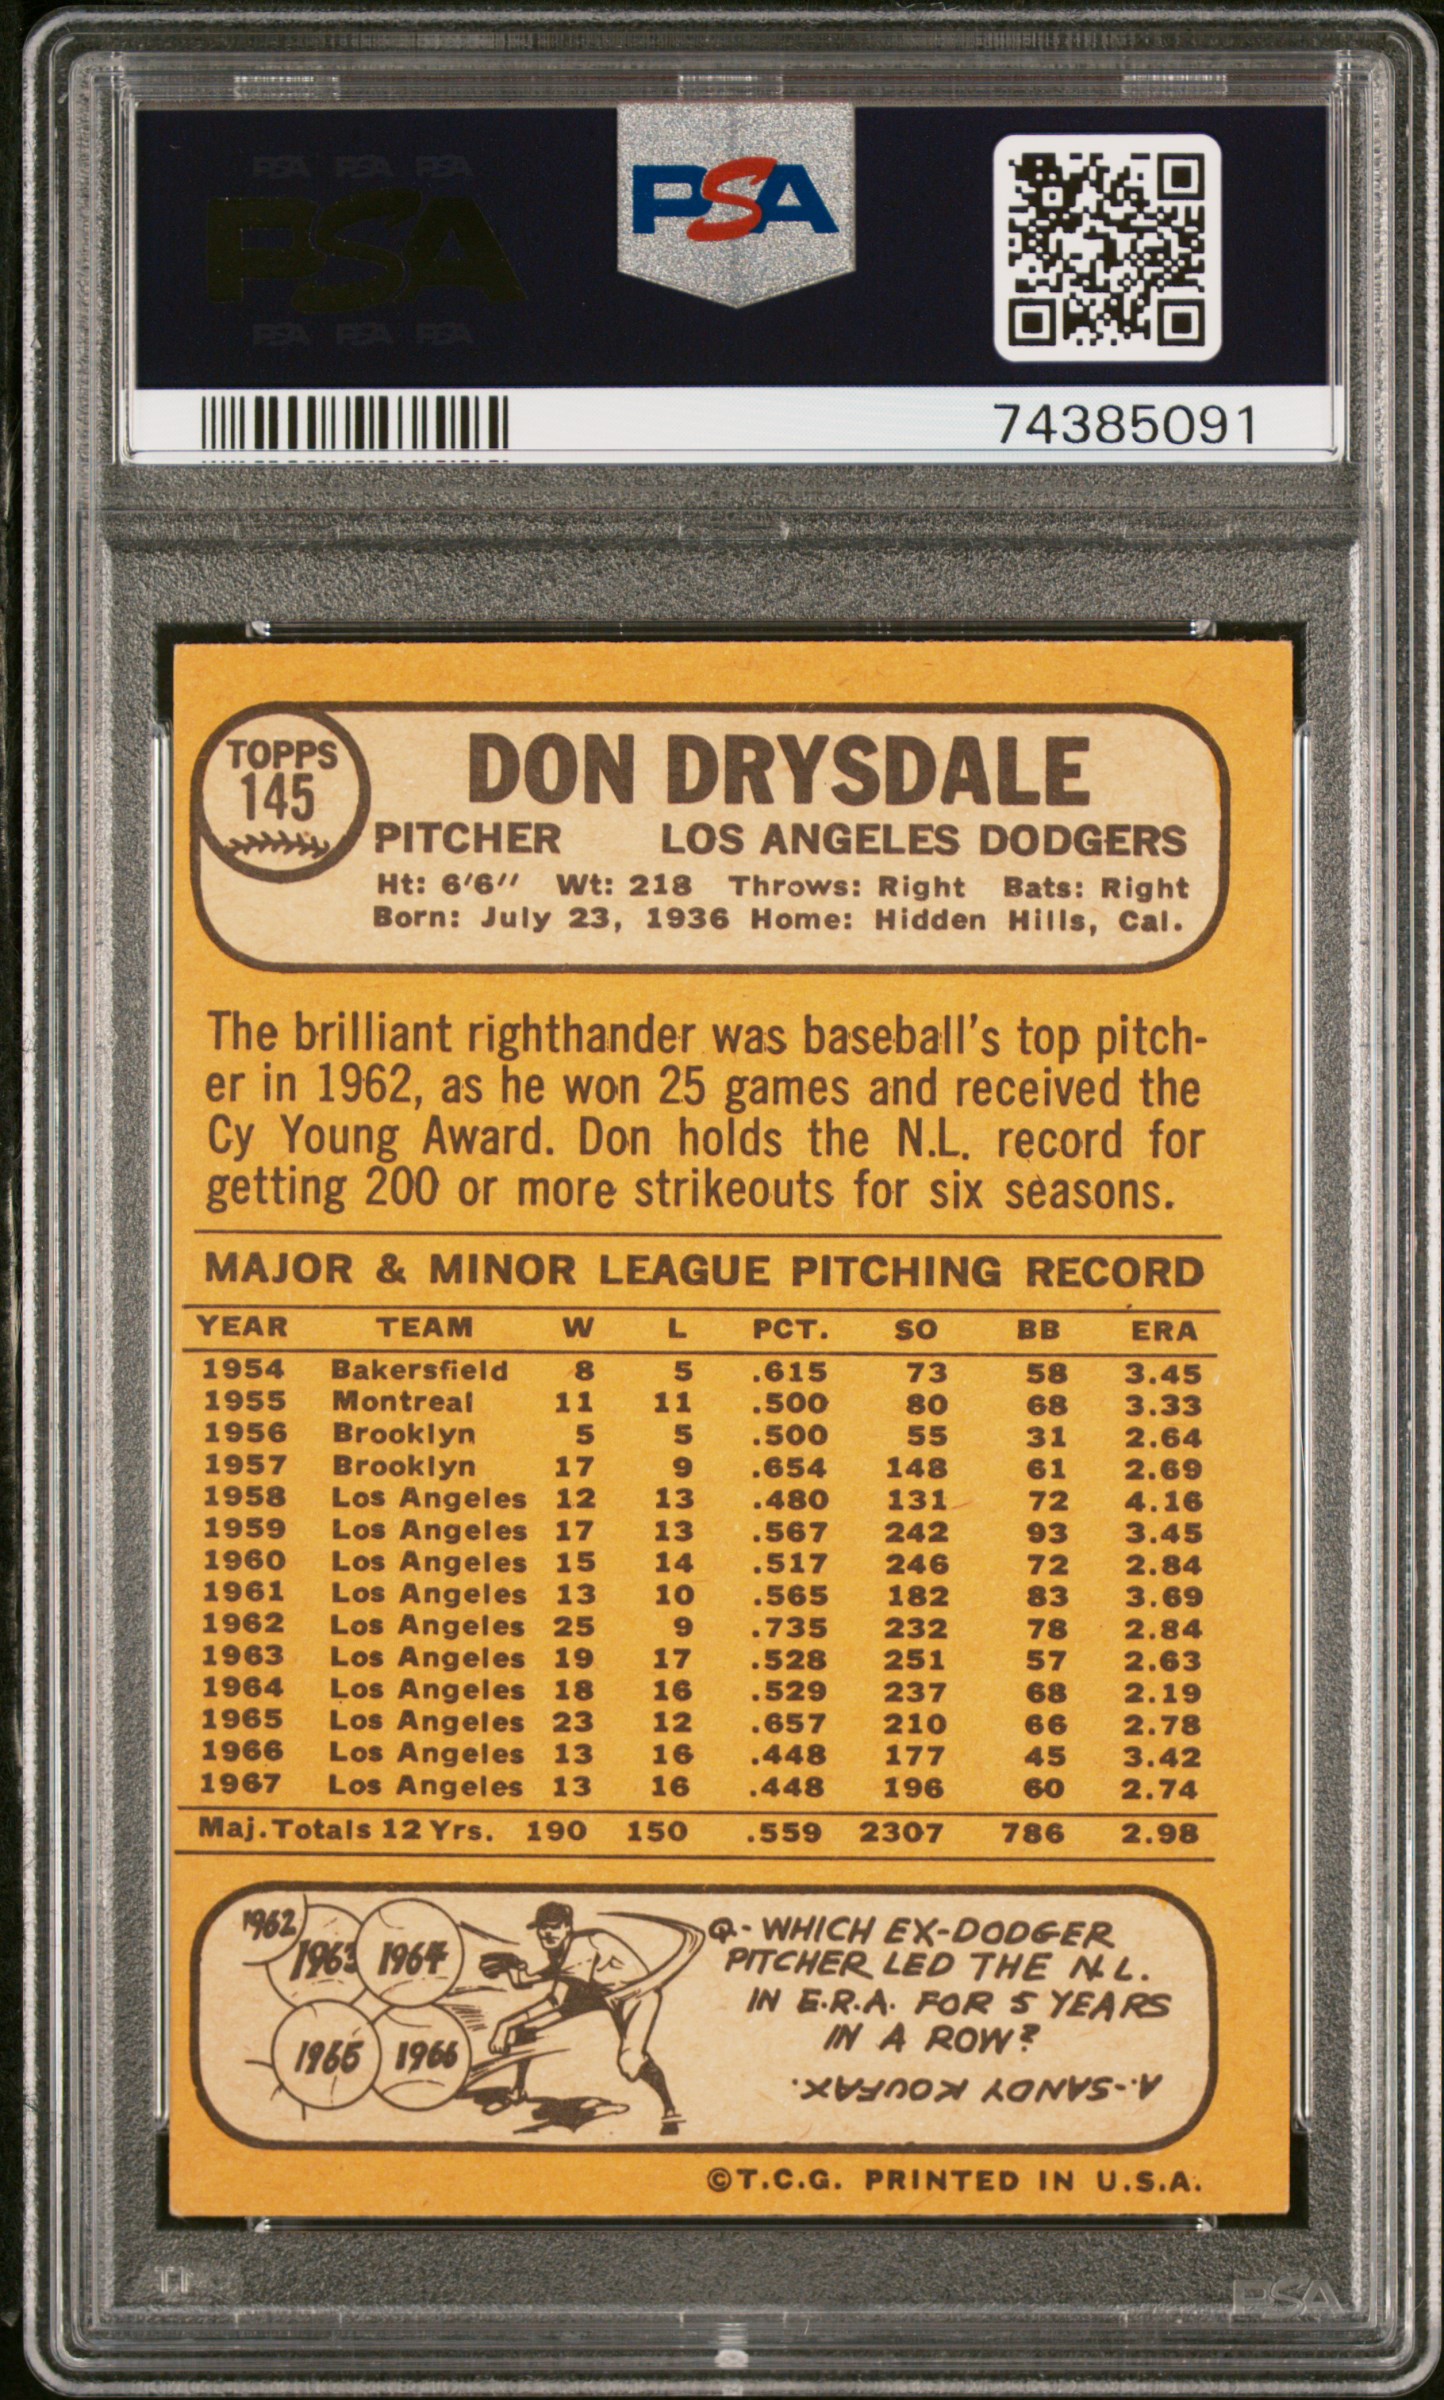 PSA PSA PSA
PSA
PSA PSA PSA
PSA
74385091
TOPPS
145
DON DRYSDALE
PITCHER LOS ANGELES DODGERS
Ht: 6'6" Wt: 218 Throws: Right Bats: Right
Born: July 23, 1936 Home: Hidden Hills, Cal.
The brilliant righthander was baseball's top pitch-
er in 1962, as he won 25 games and received the
Cy Young Award. Don holds the N.L. record for
getting 200 or more strikeouts for six seasons.
MAJOR & MINOR LEAGUE PITCHING RECORD
YEAR TEAM W L PCT. SO BB ERA
1954 Bakersfield 8 5 .615 73 58 3.45
1955 Montreal 11 11 .500 80 68 3.33
1956 Brooklyn 5 5 .500 55 31 2.64
1957 Brooklyn 17 9 .654 148 61 2.69
1958 Los Angeles 12 13 .480 131 72 4.16
1959 Los Angeles 17 13 .567 242 93 3.45
1960 Los Angeles 15 14 .517 246 72 2.84
1961 Los Angeles 13 10 .565 182 83 3.69
1962 Los Angeles 25 9 .735 232 78 2.84
1963 Los Angeles 19 17 .528 251 57 2.63
1964 Los Angeles 18 16 .529 237 68 2.19
1965 Los Angeles 23 12 .657 210 66 2.78
1966 Los Angeles 13 16 .448 177 45 3.42
1967 Los Angeles 13 16 .448 196 60 2.74
Maj. Totals 12 Yrs. 190 150 .559 2307 786 2.98
1962
1963 1964
1965 1966
Q.-WHICH EX-DODGER
PITCHER LED THE N.L.
IN E.R.A. FOR 5 YEARS
IN A ROW?
A.-SANDY KOUFAX.
©T.C.G. PRINTED IN U.S.A.
PSA